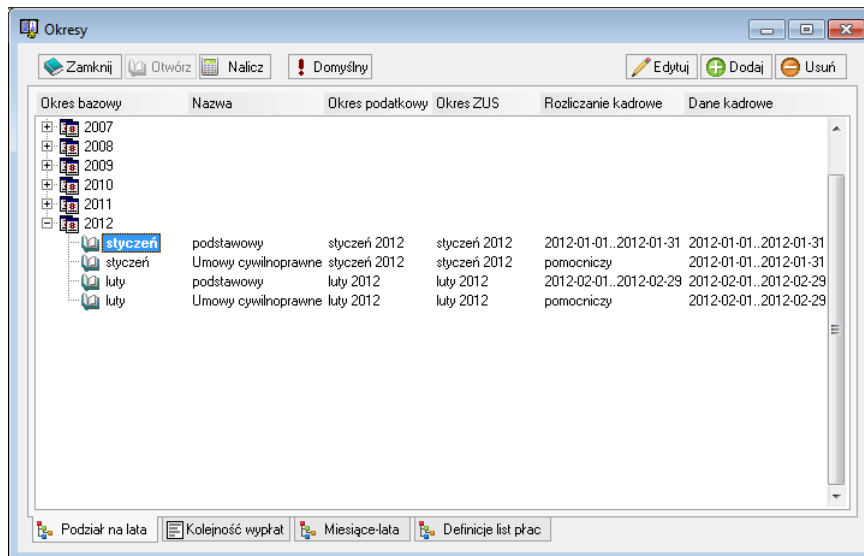 Okresy
Zamknij Otwórz Nalicz Domyślny Edytuj Dodaj Usuń
Okres bazowy Nazwa Okres podatkowy Okres ZUS Rozliczanie kadrowe Dane kadrowe
2007
2008
2009
2010
2011
2012
styczeń podstawowy styczeń 2012 styczeń 2012 2012-01-01..2012-01-31 2012-01-01..2012-01-31
styczeń Umowy cywilnoprawne styczeń 2012 styczeń 2012 pomocniczy 2012-01-01..2012-01-31
luty podstawowy luty 2012 luty 2012 2012-02-01..2012-02-29 2012-02-01..2012-02-29
luty Umowy cywilnoprawne luty 2012 luty 2012 pomocniczy 2012-02-01..2012-02-29
Podział na lata Kolejność wypłat Miesiące-lata Definicje list płac